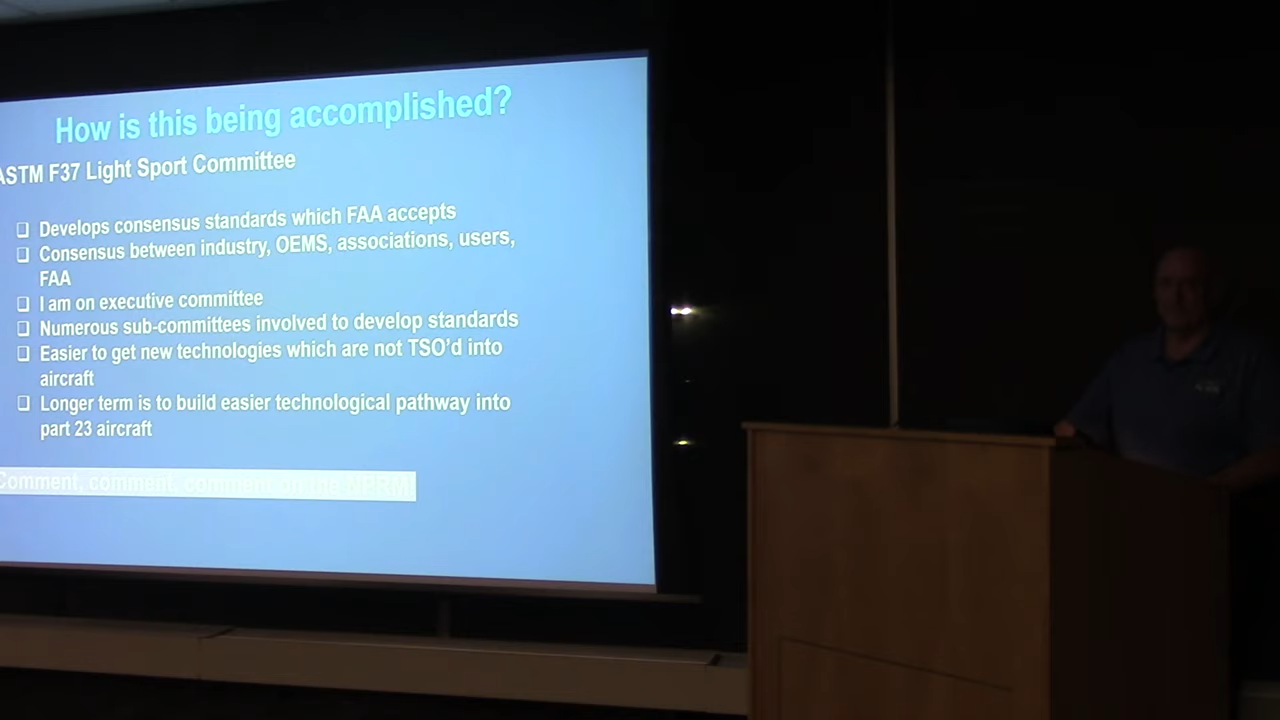 How is this being accomplished?
ASTM F37 Light Sport Committee
Develops consensus standards which FAA accepts
Consensus between industry, OEMS, associations, users,
FAA
I am on executive committee
Numerous sub-committees involved to develop standards
Easier to get new technologies which are not TSO'd into
aircraft
Longer term is to build easier technological pathway into
part 23 aircraft
Comment, comment, comment on the NPRM